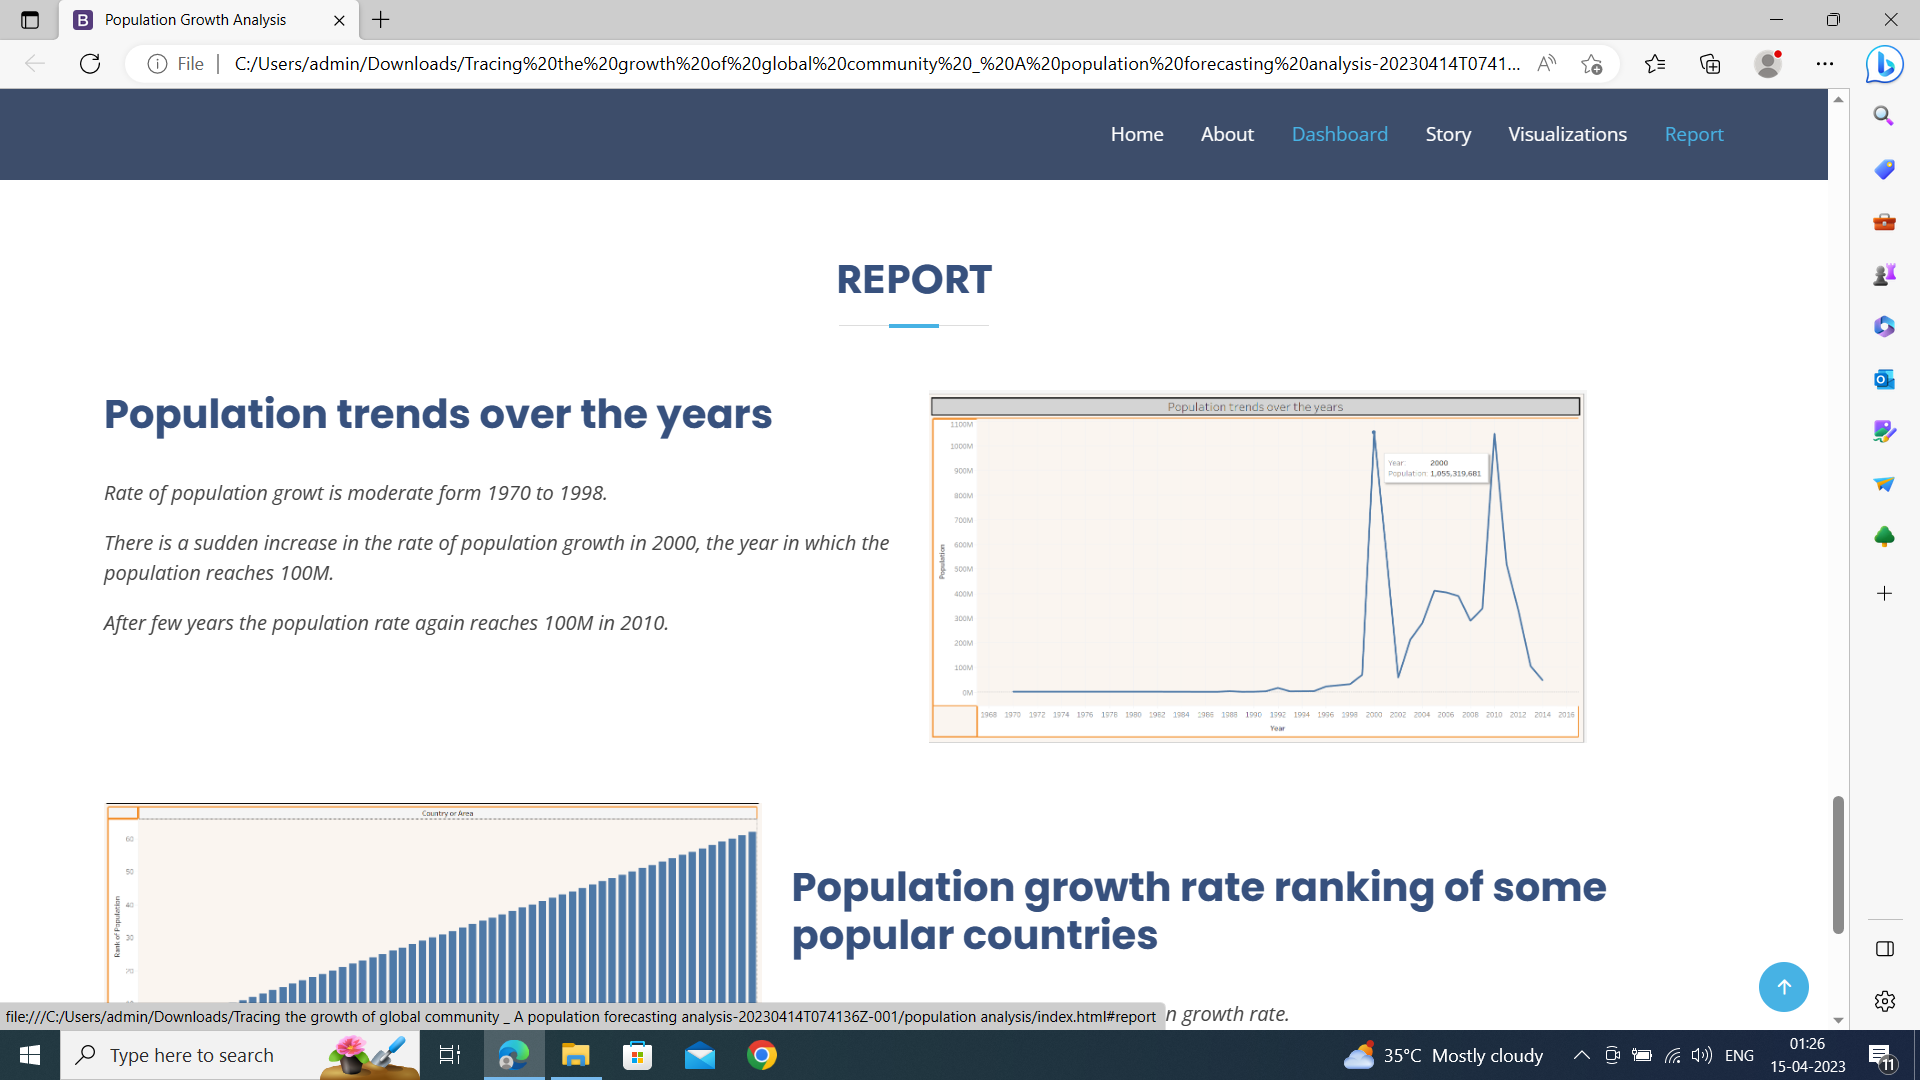 Population Growth Analysis
File
C:/Users/admin/Downloads/Tracing%20the%20growth%20of%20global%20community%20_%20A%20population%20forecasting%20analysis-20230414T0741...
Home About Dashboard Story Visualizations Report
REPORT
Population trends over the years
Rate of population growt is moderate form 1970 to 1998.
There is a sudden increase in the rate of population growth in 2000, the year in which the
population reaches 100M.
After few years the population rate again reaches 100M in 2010.
Population trends over the years
1100M
1000M
900M
800M
700M
600M
500M
400M
300M
200M
100M
0M
Population
Year: 2000
Population: 1,055,319,681
1968 1970 1972 1974 1976 1978 1980 1982 1984 1986 1988 1990 1992 1994 1996 1998 2000 2002 2004 2006 2008 2010 2012 2014 2016
Year
Country or Area
60
50
40
30
20
Rank of Population
Population growth rate ranking of some
popular countries
n growth rate.
file:///C:/Users/admin/Downloads/Tracing the growth of global community _ A population forecasting analysis-20230414T074136Z-001/population analysis/index.html#report
Type here to search
35°C Mostly cloudy
ENG
01:26
15-04-2023
11